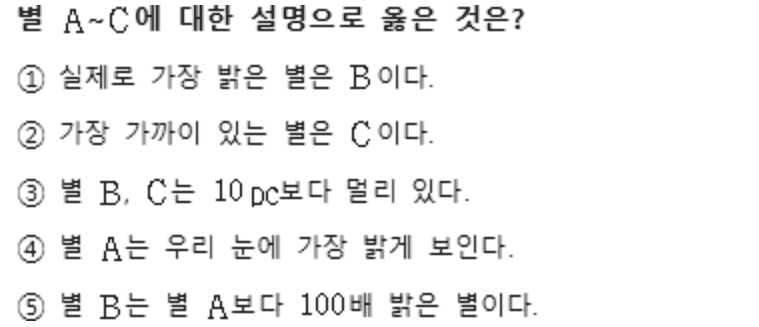 별 A~C에 대한 설명으로 옳은 것은?
① 실제로 가장 밝은 별은 B이다.
② 가장 가까이 있는 별은 C이다.
③ 별 B, C는 10pc보다 멀리 있다.
④ 별 A는 우리 눈에 가장 밝게 보인다.
⑤ 별 B는 별 A보다 100배 밝은 별이다.